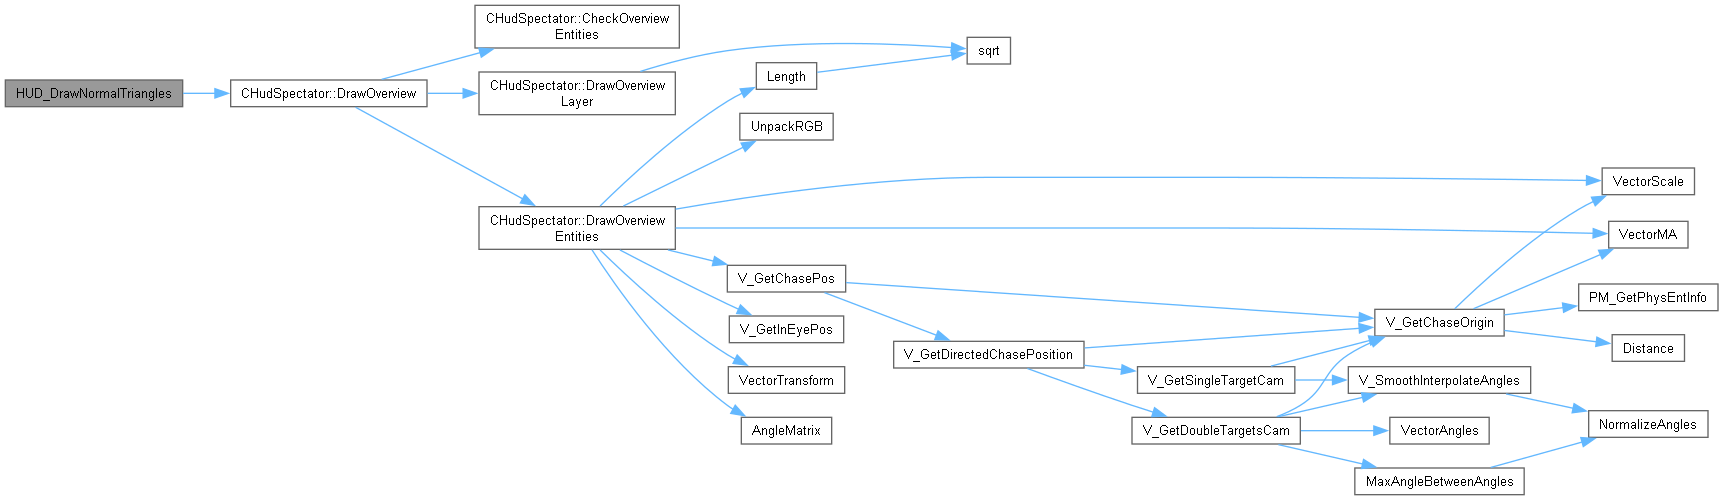 HUD_DrawNormalTriangles
CHudSpectator::DrawOverview
CHudSpectator::CheckOverview
Entities
CHudSpectator::DrawOverview
Layer
CHudSpectator::DrawOverview
Entities
Length
sqrt
UnpackRGB
V_GetChasePos
V_GetInEyePos
VectorTransform
AngleMatrix
V_GetDirectedChasePosition
V_GetSingleTargetCam
V_GetDoubleTargetsCam
V_GetChaseOrigin
V_SmoothInterpolateAngles
VectorAngles
MaxAngleBetweenAngles
VectorScale
VectorMA
PM_GetPhysEntInfo
Distance
NormalizeAngles